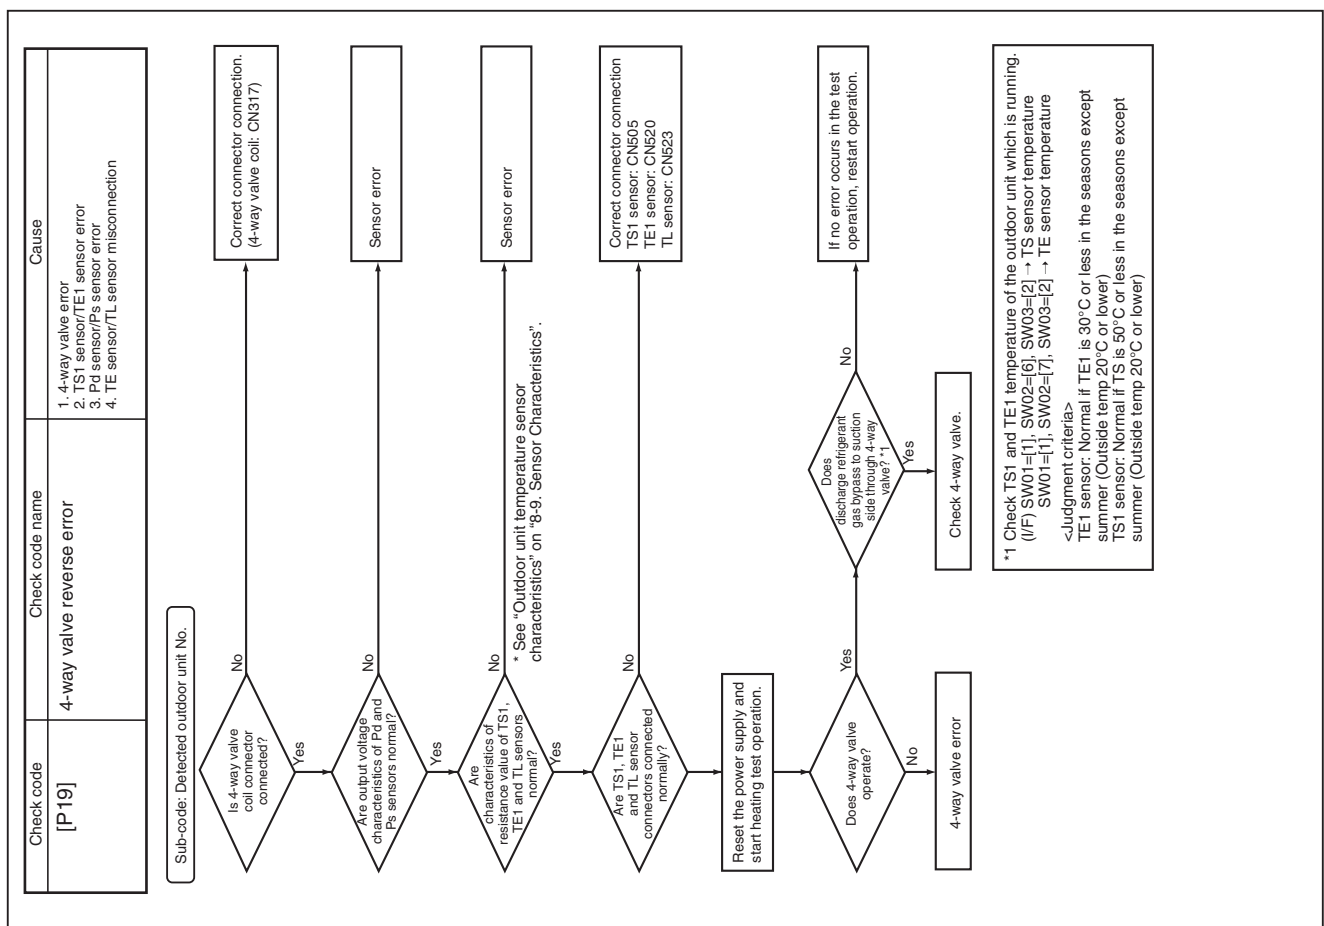 Check code
Check code name
Cause
[P19]
4-way valve reverse error
1. 4-way valve error
2. TS1 sensor/TE1 sensor error
3. Pd sensor/Ps sensor error
4. TE sensor/TL sensor misconnection
Sub-code: Detected outdoor unit No.
Is 4-way valve
coil connector
connected?
No
Correct connector connection.
(4-way valve coil: CN317)
Yes
Are output voltage
characteristics of Pd and
Ps sensors normal?
No
Sensor error
Yes
Are
characteristics of
resistance value of TS1,
TE1 and TL sensors
normal?
No
Sensor error
* See “Outdoor unit temperature sensor
characteristics” on “8-9. Sensor Characteristics”.
Yes
Are TS1, TE1
and TL sensor
connectors connected
normally?
No
Correct connector connection
TS1 sensor: CN505
TE1 sensor: CN520
TL sensor: CN523
Yes
Reset the power supply and
start heating test operation.
Does 4-way valve
operate?
Yes
Does
discharge refrigerant
gas bypass to suction
side through 4-way
valve? *1
No
If no error occurs in the test
operation, restart operation.
No
4-way valve error
Yes
Check 4-way valve.
*1 Check TS1 and TE1 temperature of the outdoor unit which is running.
(I/F) SW01=[1], SW02=[6], SW03=[2] → TS sensor temperature
SW01=[1], SW02=[7], SW03=[2] → TE sensor temperature
<Judgment criteria>
TE1 sensor: Normal if TE1 is 30°C or less in the seasons except
summer (Outside temp 20°C or lower)
TS1 sensor: Normal if TS is 50°C or less in the seasons except
summer (Outside temp 20°C or lower)